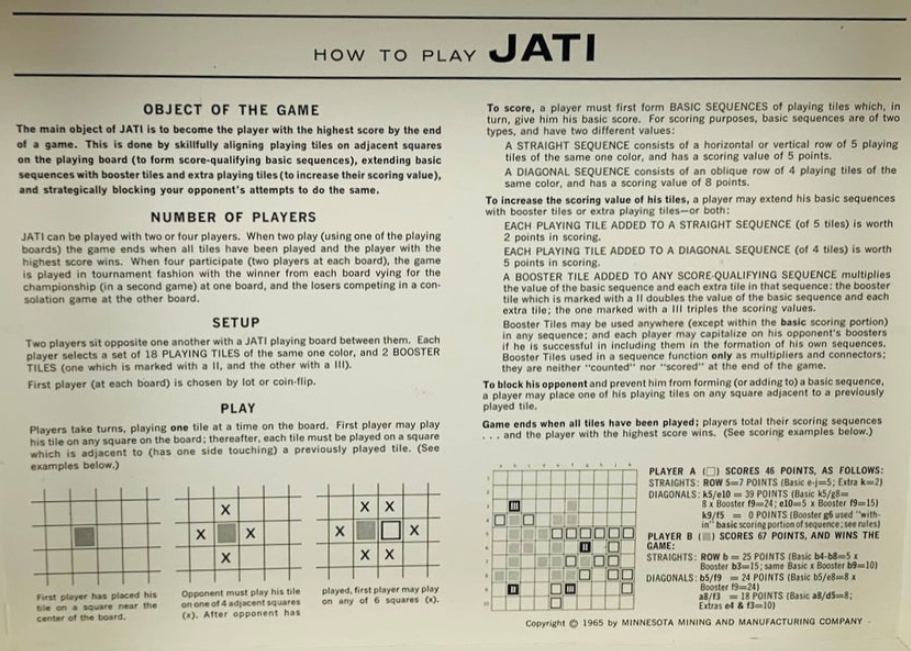 HOW TO PLAY JATI
OBJECT OF THE GAME
The main object of JATI is to become the player with the highest score by the end
of a game. This is done by skillfully aligning playing tiles on adjacent squares
on the playing board (to form score-qualifying basic sequences), extending basic
sequences with booster tiles and extra playing tiles (to increase their scoring value),
and strategically blocking your opponent's attempts to do the same.
NUMBER OF PLAYERS
JATI can be played with two or four players. When two play (using one of the playing
boards) the game ends when all tiles have been played and the player with the
highest score wins. When four participate (two players at each board), the game
is played in tournament fashion with the winner from each board vying for the
championship (in a second game) at one board, and the losers competing in a con-
solation game at the other board.
SETUP
Two players sit opposite one another with a JATI playing board between them. Each
player selects a set of 18 PLAYING TILES of the same one color, and 2 BOOSTER
TILES (one which is marked with a II, and the other with a III).
First player (at each board) is chosen by lot or coin-flip.
PLAY
Players take turns, playing one tile at a time on the board. First player may play
his tile on any square on the board; thereafter, each tile must be played on a square
which is adjacent to (has one side touching) a previously played tile. (See
examples below.)
X
X X
X
X
X X
X X
X X
First player has placed his
tile on a square near the
center of the board.
Opponent must play his tile
on one of 4 adjacent squares
(x). After opponent has
played, first player may play
on any of 6 squares (x).
To score, a player must first form BASIC SEQUENCES of playing tiles which, in
turn, give him his basic score. For scoring purposes, basic sequences are of two
types, and have two different values:
A STRAIGHT SEQUENCE consists of a horizontal or vertical row of 5 playing
tiles of the same one color, and has a scoring value of 5 points.
A DIAGONAL SEQUENCE consists of an oblique row of 4 playing tiles of the
same color, and has a scoring value of 8 points.
To increase the scoring value of his tiles, a player may extend his basic sequences
with booster tiles or extra playing tiles—or both:
EACH PLAYING TILE ADDED TO A STRAIGHT SEQUENCE (of 5 tiles) is worth
2 points in scoring.
EACH PLAYING TILE ADDED TO A DIAGONAL SEQUENCE (of 4 tiles) is worth
5 points in scoring.
A BOOSTER TILE ADDED TO ANY SCORE-QUALIFYING SEQUENCE multiplies
the value of the basic sequence and each extra tile in that sequence: the booster
tile which is marked with a II doubles the value of the basic sequence and each
extra tile; the one marked with a III triples the scoring values.
Booster Tiles may be used anywhere (except within the basic scoring portion)
in any sequence; and each player may capitalize on his opponent's boosters
if he is successful in including them in the formation of his own sequences.
Booster Tiles used in a sequence function only as multipliers and connectors;
they are neither "counted" nor "scored" at the end of the game.
To block his opponent and prevent him from forming (or adding to) a basic sequence,
a player may place one of his playing tiles on any square adjacent to a previously
played tile.
Game ends when all tiles have been played; players total their scoring sequences
. . . and the player with the highest score wins. (See scoring examples below.)
III
II
II
III
PLAYER A (□) SCORES 46 POINTS, AS FOLLOWS:
STRAIGHTS: ROW 5=7 POINTS (Basic e-j=5; Extra k=2)
DIAGONALS: k5/e10 = 39 POINTS (Basic k5/g8=
8 x Booster f9=24; e10=5 x Booster f9=15)
k9/f5 = 0 POINTS (Booster g6 used "with-
in" basic scoring portion of sequence; see rules)
PLAYER B (▒) SCORES 67 POINTS, AND WINS THE
GAME:
STRAIGHTS: ROW b = 25 POINTS (Basic b4-b8=5 x
Booster b3=15; same Basic x Booster b9=10)
DIAGONALS: b5/f9 = 24 POINTS (Basic b5/e8=8 x
Booster f9=24)
a8/f3 = 18 POINTS (Basic a8/d5=8;
Extras e4 & f3=10)
Copyright © 1965 by MINNESOTA MINING AND MANUFACTURING COMPANY